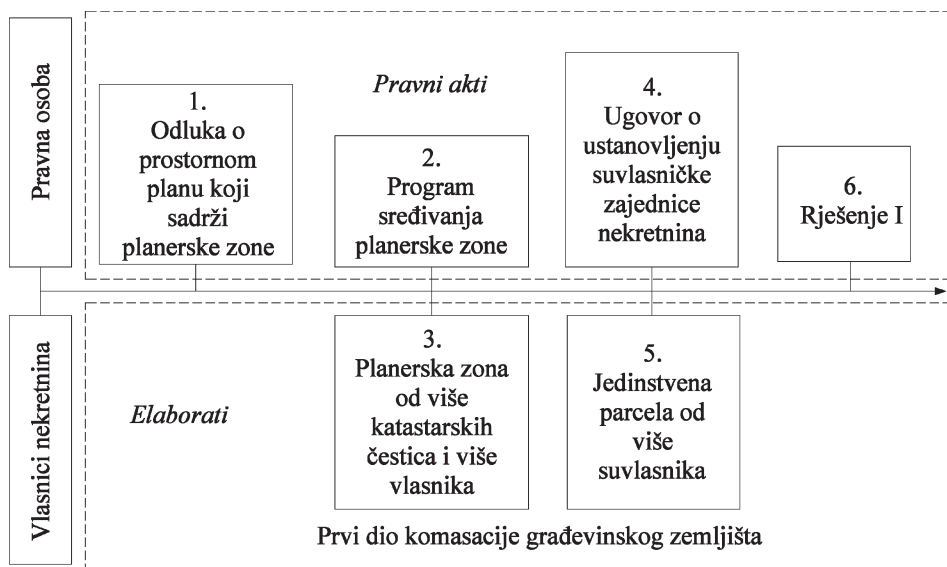 Pravna osoba
Pravni akti
1.
Odluka o
prostornom
planu koji
sadrži
planerske zone
2.
Program
sređivanja
planerske zone
4.
Ugovor o
ustanovljenju
suvlasničke
zajednice
nekretnina
6.
Rješenje I
Vlasnici nekretnina
Elaborati
3.
Planerska zona
od više
katastarskih
čestica i više
vlasnika
5.
Jedinstvena
parcela od
više
suvlasnika
Prvi dio komasacije građevinskog zemljišta